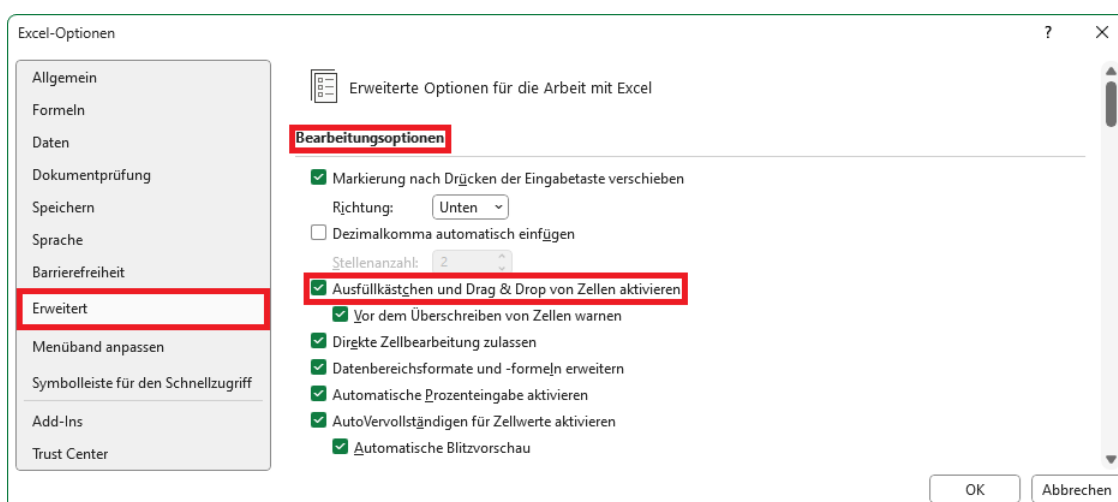 Excel-Optionen ? ×
Allgemein
Formeln
Daten
Dokumentprüfung
Speichern
Sprache
Barrierefreiheit
Erweitert
Menüband anpassen
Symbolleiste für den Schnellzugriff
Add-Ins
Trust Center
Erweiterte Optionen für die Arbeit mit Excel
Bearbeitungsoptionen
Markierung nach Drücken der Eingabetaste verschieben
Richtung: Unten
Dezimalkomma automatisch einfügen
Stellenanzahl: 2
Ausfüllkästchen und Drag & Drop von Zellen aktivieren
Vor dem Überschreiben von Zellen warnen
Direkte Zellbearbeitung zulassen
Datenbereichsformate und -formeln erweitern
Automatische Prozenteingabe aktivieren
AutoVervollständigen für Zellwerte aktivieren
Automatische Blitzvorschau
OK Abbrechen